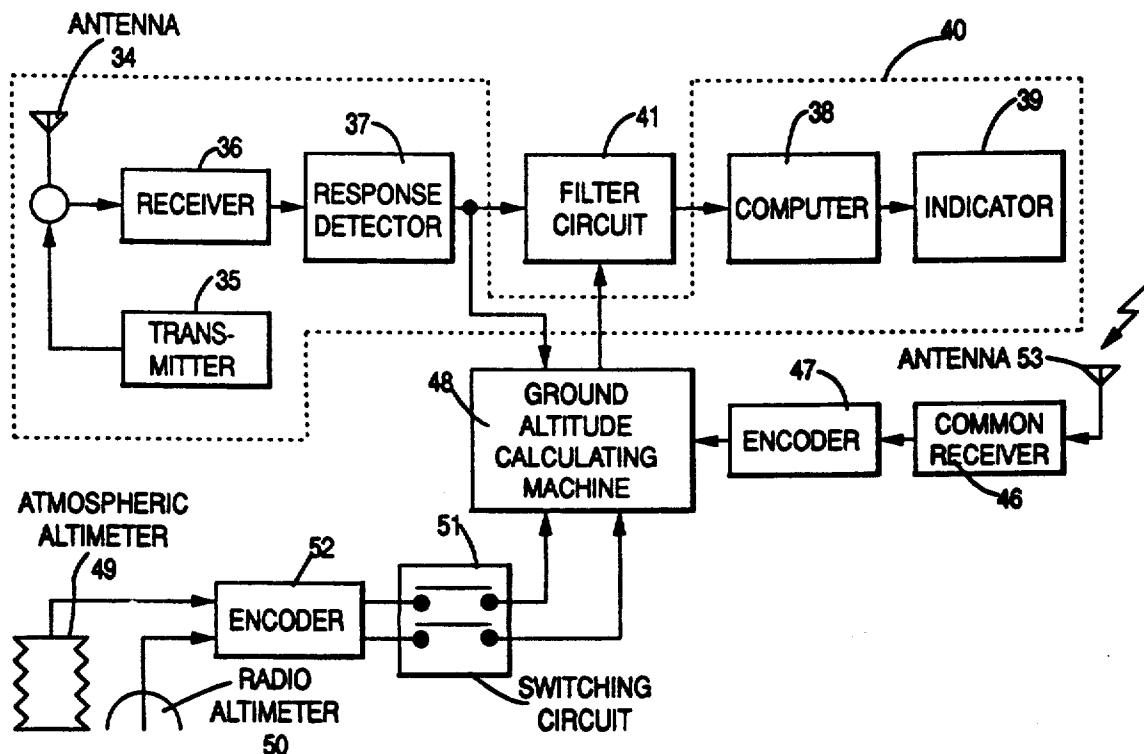 ANTENNA
34
40
36
37
41
38
39
RECEIVER
RESPONSE
DETECTOR
FILTER
CIRCUIT
COMPUTER
INDICATOR
35
TRANS-
MITTER
48
GROUND
ALTITUDE
CALCULATING
MACHINE
47
ENCODER
ANTENNA 53
COMMON
RECEIVER
46
ATMOSPHERIC
ALTIMETER
49
52
ENCODER
51
RADIO
ALTIMETER
50
SWITCHING
CIRCUIT